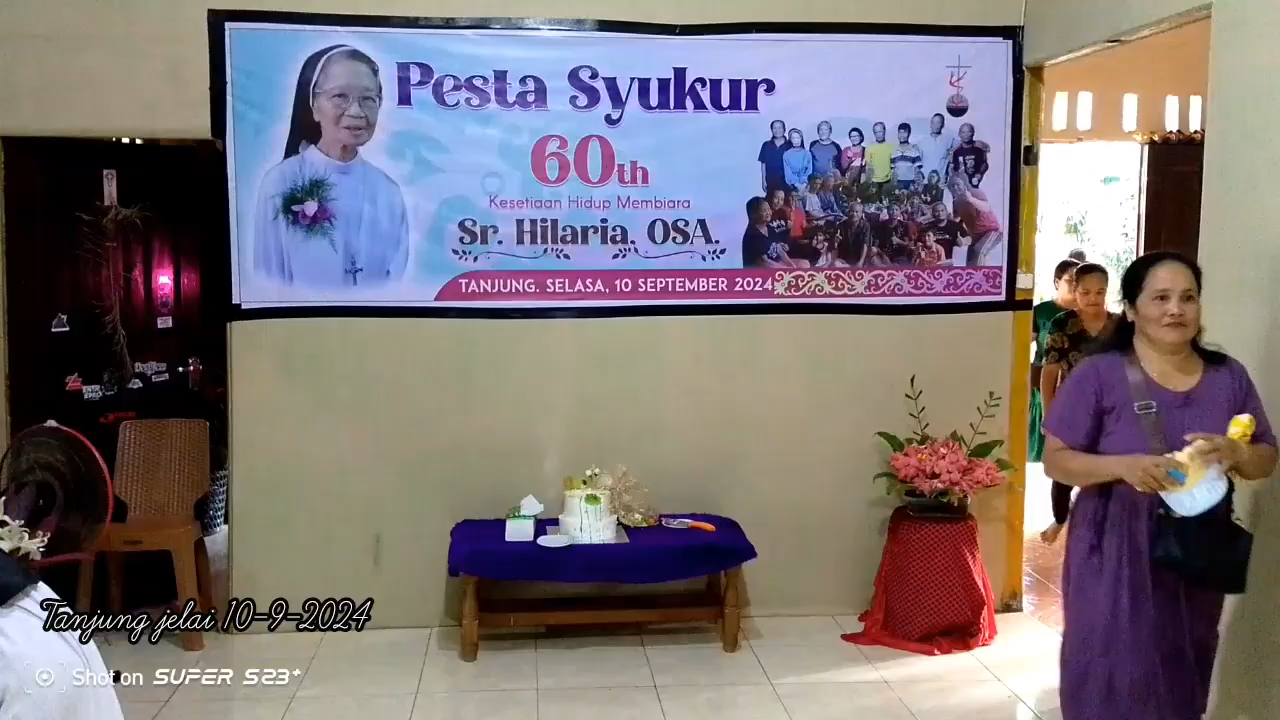 Pesta Syukur
60th
Kesetiaan Hidup Membiara
Sr. Hilaria, OSA.
TANJUNG. SELASA, 10 SEPTEMBER 2024
Tanjung jelai 10-9-2024
Shot on SUPER S23+